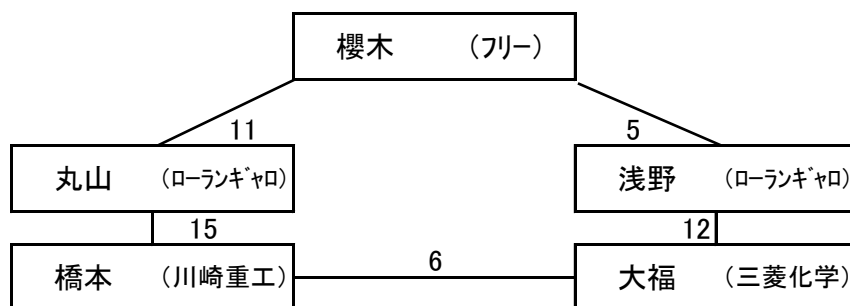 櫻木 （フリー）
11 5
丸山 （ローランギャロ） 浅野 （ローランギャロ）
15 12
橋本 （川崎重工） 6 大福 （三菱化学）